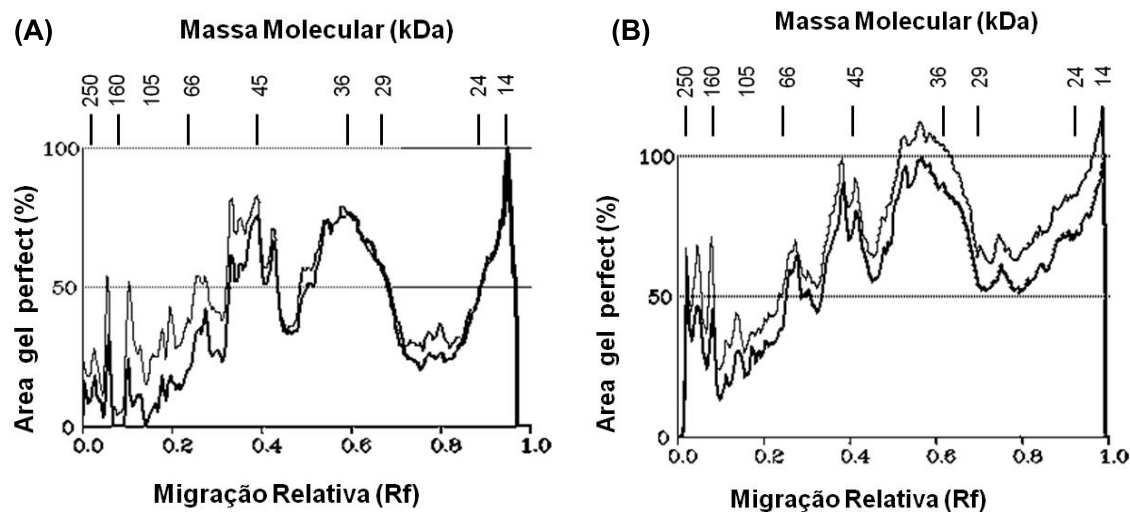 (A)
Massa Molecular (kDa)
250 160 105 66 45 36 29 24 14
Area gel perfect (%)
100
50
0
0.0 0.2 0.4 0.6 0.8 1.0
Migração Relativa (Rf)
(B)
Massa Molecular (kDa)
250 160 105 66 45 36 29 24 14
Area gel perfect (%)
100
50
0
0.0 0.2 0.4 0.6 0.8 1.0
Migração Relativa (Rf)